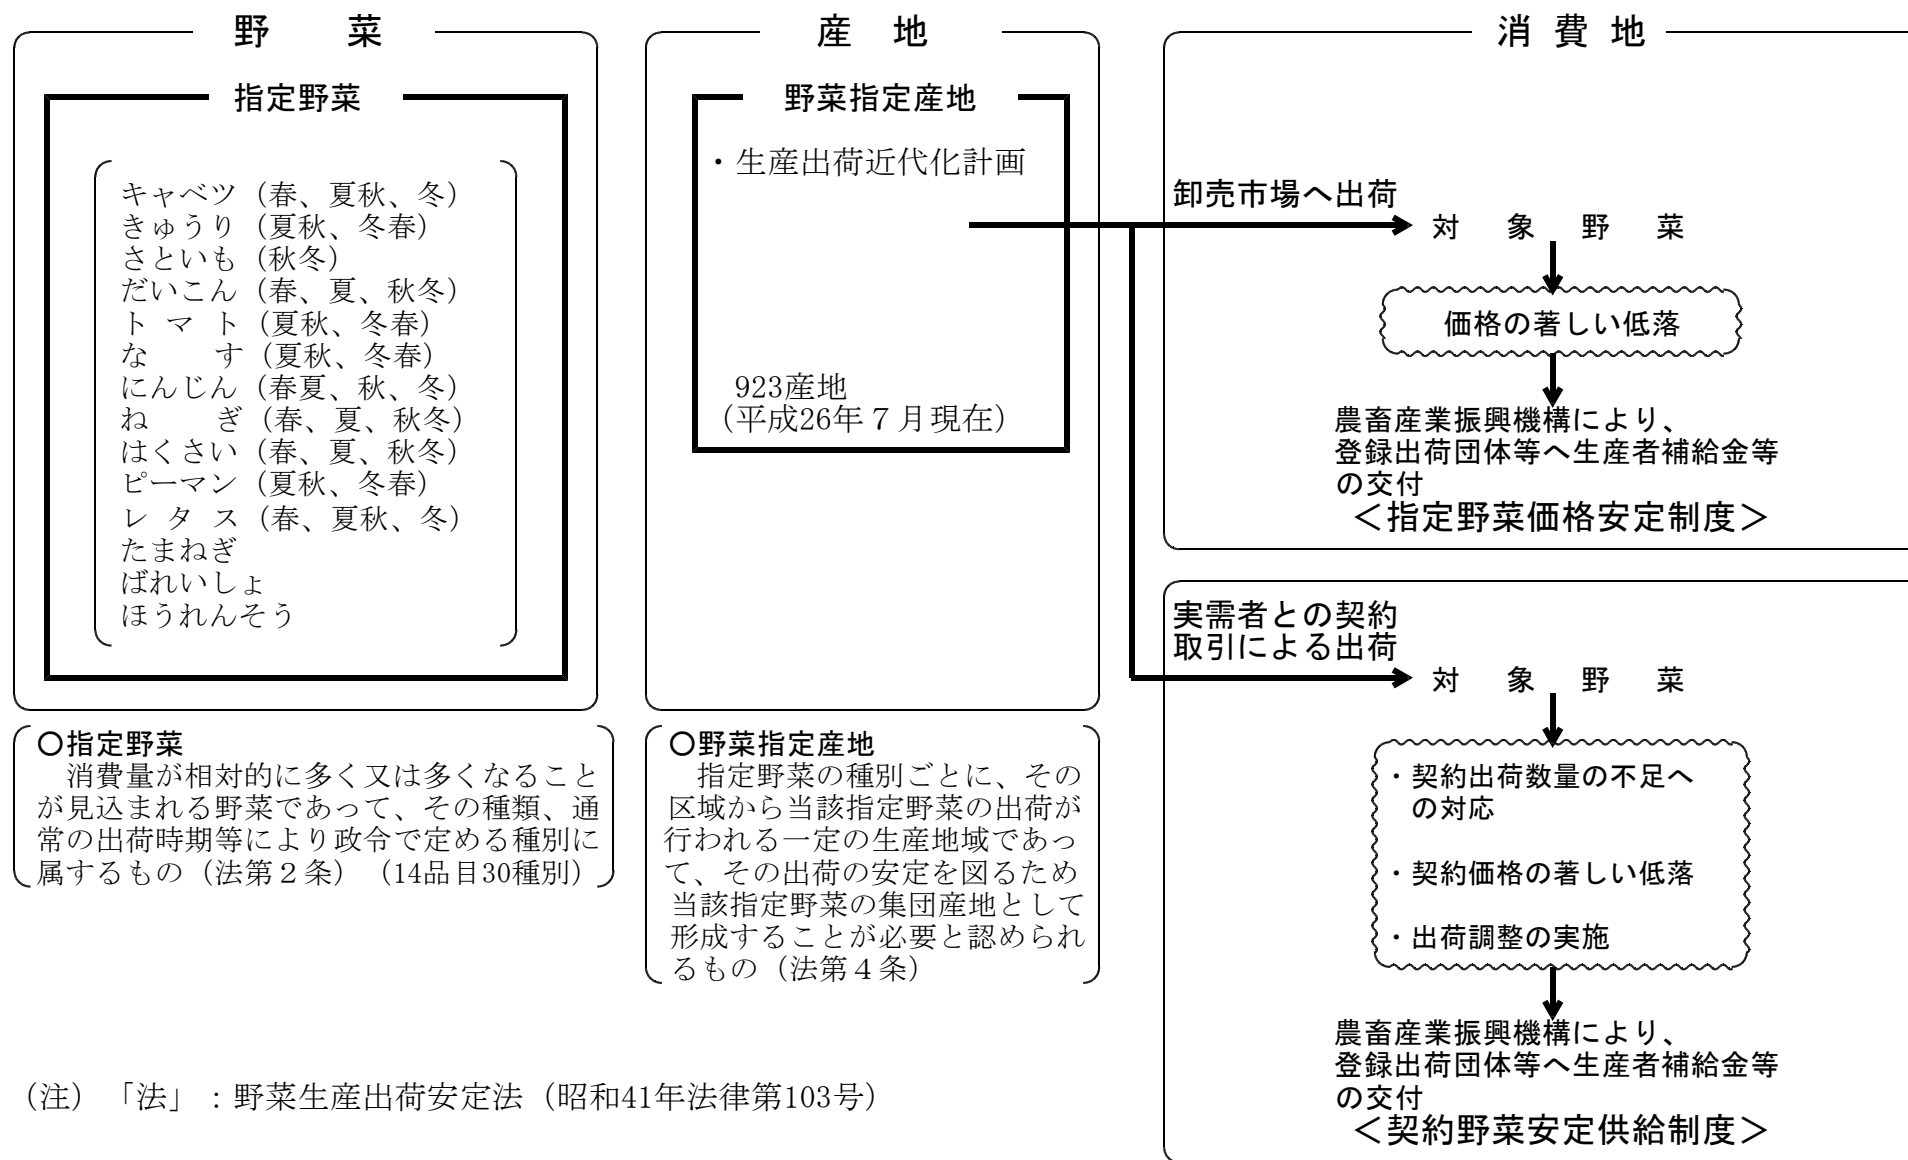 野　　菜
指定野菜
キャベツ（春、夏秋、冬）
きゅうり（夏秋、冬春）
さといも（秋冬）
だいこん（春、夏、秋冬）
ト マ ト（夏秋、冬春）
な　　す（夏秋、冬春）
にんじん（春夏、秋、冬）
ね　　ぎ（春、夏、秋冬）
はくさい（春、夏、秋冬）
ピーマン（夏秋、冬春）
レ タ ス（春、夏秋、冬）
たまねぎ
ばれいしょ
ほうれんそう
○指定野菜
消費量が相対的に多く又は多くなること
が見込まれる野菜であって、その種類、通
常の出荷時期等により政令で定める種別に
属するもの（法第２条）（14品目30種別）
産　地
野菜指定産地
・生産出荷近代化計画
923産地
（平成26年７月現在）
○野菜指定産地
指定野菜の種別ごとに、その
区域から当該指定野菜の出荷が
行われる一定の生産地域であっ
て、その出荷の安定を図るため
当該指定野菜の集団産地として
形成することが必要と認められ
るもの（法第４条）
消 費 地
卸売市場へ出荷
対　象　野　菜
価格の著しい低落
農畜産業振興機構により、
登録出荷団体等へ生産者補給金等
の交付
＜指定野菜価格安定制度＞
実需者との契約
取引による出荷
対　象　野　菜
・契約出荷数量の不足へ
の対応
・契約価格の著しい低落
・出荷調整の実施
農畜産業振興機構により、
登録出荷団体等へ生産者補給金等
の交付
＜契約野菜安定供給制度＞
（注）「法」：野菜生産出荷安定法（昭和41年法律第103号）